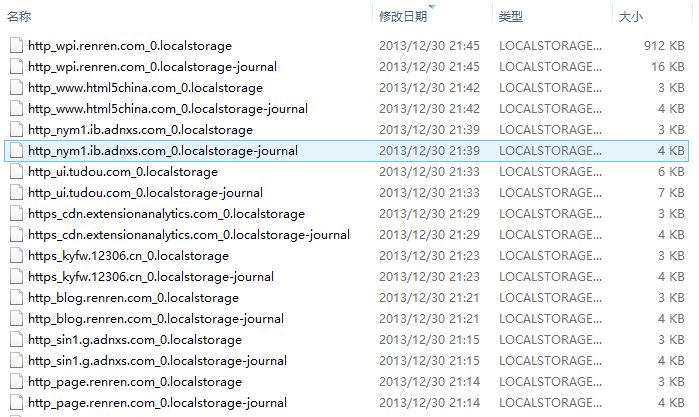 名称 修改日期 类型 大小
http_wpi.renren.com_0.localstorage 2013/12/30 21:45 LOCALSTORAGE... 912 KB
http_wpi.renren.com_0.localstorage-journal 2013/12/30 21:45 LOCALSTORAGE... 16 KB
http_www.html5china.com_0.localstorage 2013/12/30 21:42 LOCALSTORAGE... 3 KB
http_www.html5china.com_0.localstorage-journal 2013/12/30 21:42 LOCALSTORAGE... 4 KB
http_nym1.ib.adnxs.com_0.localstorage 2013/12/30 21:39 LOCALSTORAGE... 3 KB
http_nym1.ib.adnxs.com_0.localstorage-journal 2013/12/30 21:39 LOCALSTORAGE... 4 KB
http_ui.tudou.com_0.localstorage 2013/12/30 21:33 LOCALSTORAGE... 6 KB
http_ui.tudou.com_0.localstorage-journal 2013/12/30 21:33 LOCALSTORAGE... 7 KB
https_cdn.extensionanalytics.com_0.localstorage 2013/12/30 21:29 LOCALSTORAGE... 3 KB
https_cdn.extensionanalytics.com_0.localstorage-journal 2013/12/30 21:29 LOCALSTORAGE... 4 KB
https_kyfw.12306.cn_0.localstorage 2013/12/30 21:23 LOCALSTORAGE... 3 KB
https_kyfw.12306.cn_0.localstorage-journal 2013/12/30 21:23 LOCALSTORAGE... 4 KB
http_blog.renren.com_0.localstorage 2013/12/30 21:21 LOCALSTORAGE... 3 KB
http_blog.renren.com_0.localstorage-journal 2013/12/30 21:21 LOCALSTORAGE... 4 KB
http_sin1.g.adnxs.com_0.localstorage 2013/12/30 21:15 LOCALSTORAGE... 3 KB
http_sin1.g.adnxs.com_0.localstorage-journal 2013/12/30 21:15 LOCALSTORAGE... 4 KB
http_page.renren.com_0.localstorage 2013/12/30 21:14 LOCALSTORAGE... 3 KB
http_page.renren.com_0.localstorage-journal 2013/12/30 21:14 LOCALSTORAGE... 4 KB